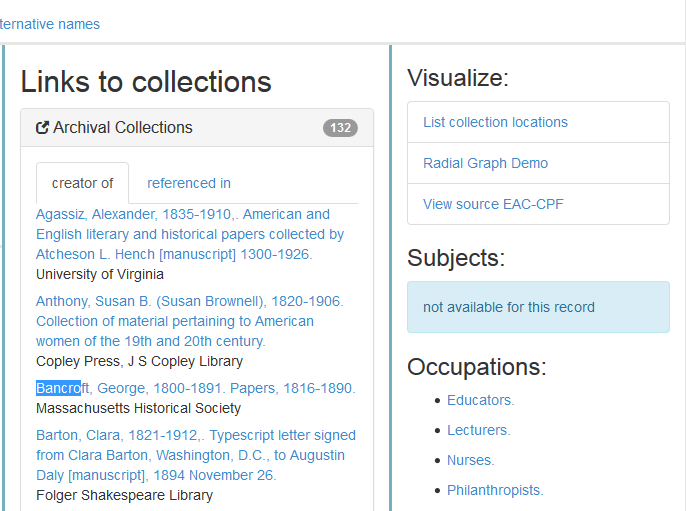 ternative names
Links to collections
Archival Collections 132
creator of referenced in
Agassiz, Alexander, 1835-1910,. American and
English literary and historical papers collected by
Atcheson L. Hench [manuscript] 1300-1926.
University of Virginia
Anthony, Susan B. (Susan Brownell), 1820-1906.
Collection of material pertaining to American
women of the 19th and 20th century.
Copley Press, J S Copley Library
Bancroft, George, 1800-1891. Papers, 1816-1890.
Massachusetts Historical Society
Barton, Clara, 1821-1912,. Typescript letter signed
from Clara Barton, Washington, D.C., to Augustin
Daly [manuscript], 1894 November 26.
Folger Shakespeare Library
Visualize:
List collection locations
Radial Graph Demo
View source EAC-CPF
Subjects:
not available for this record
Occupations:
Educators.
Lecturers.
Nurses.
Philanthropists.